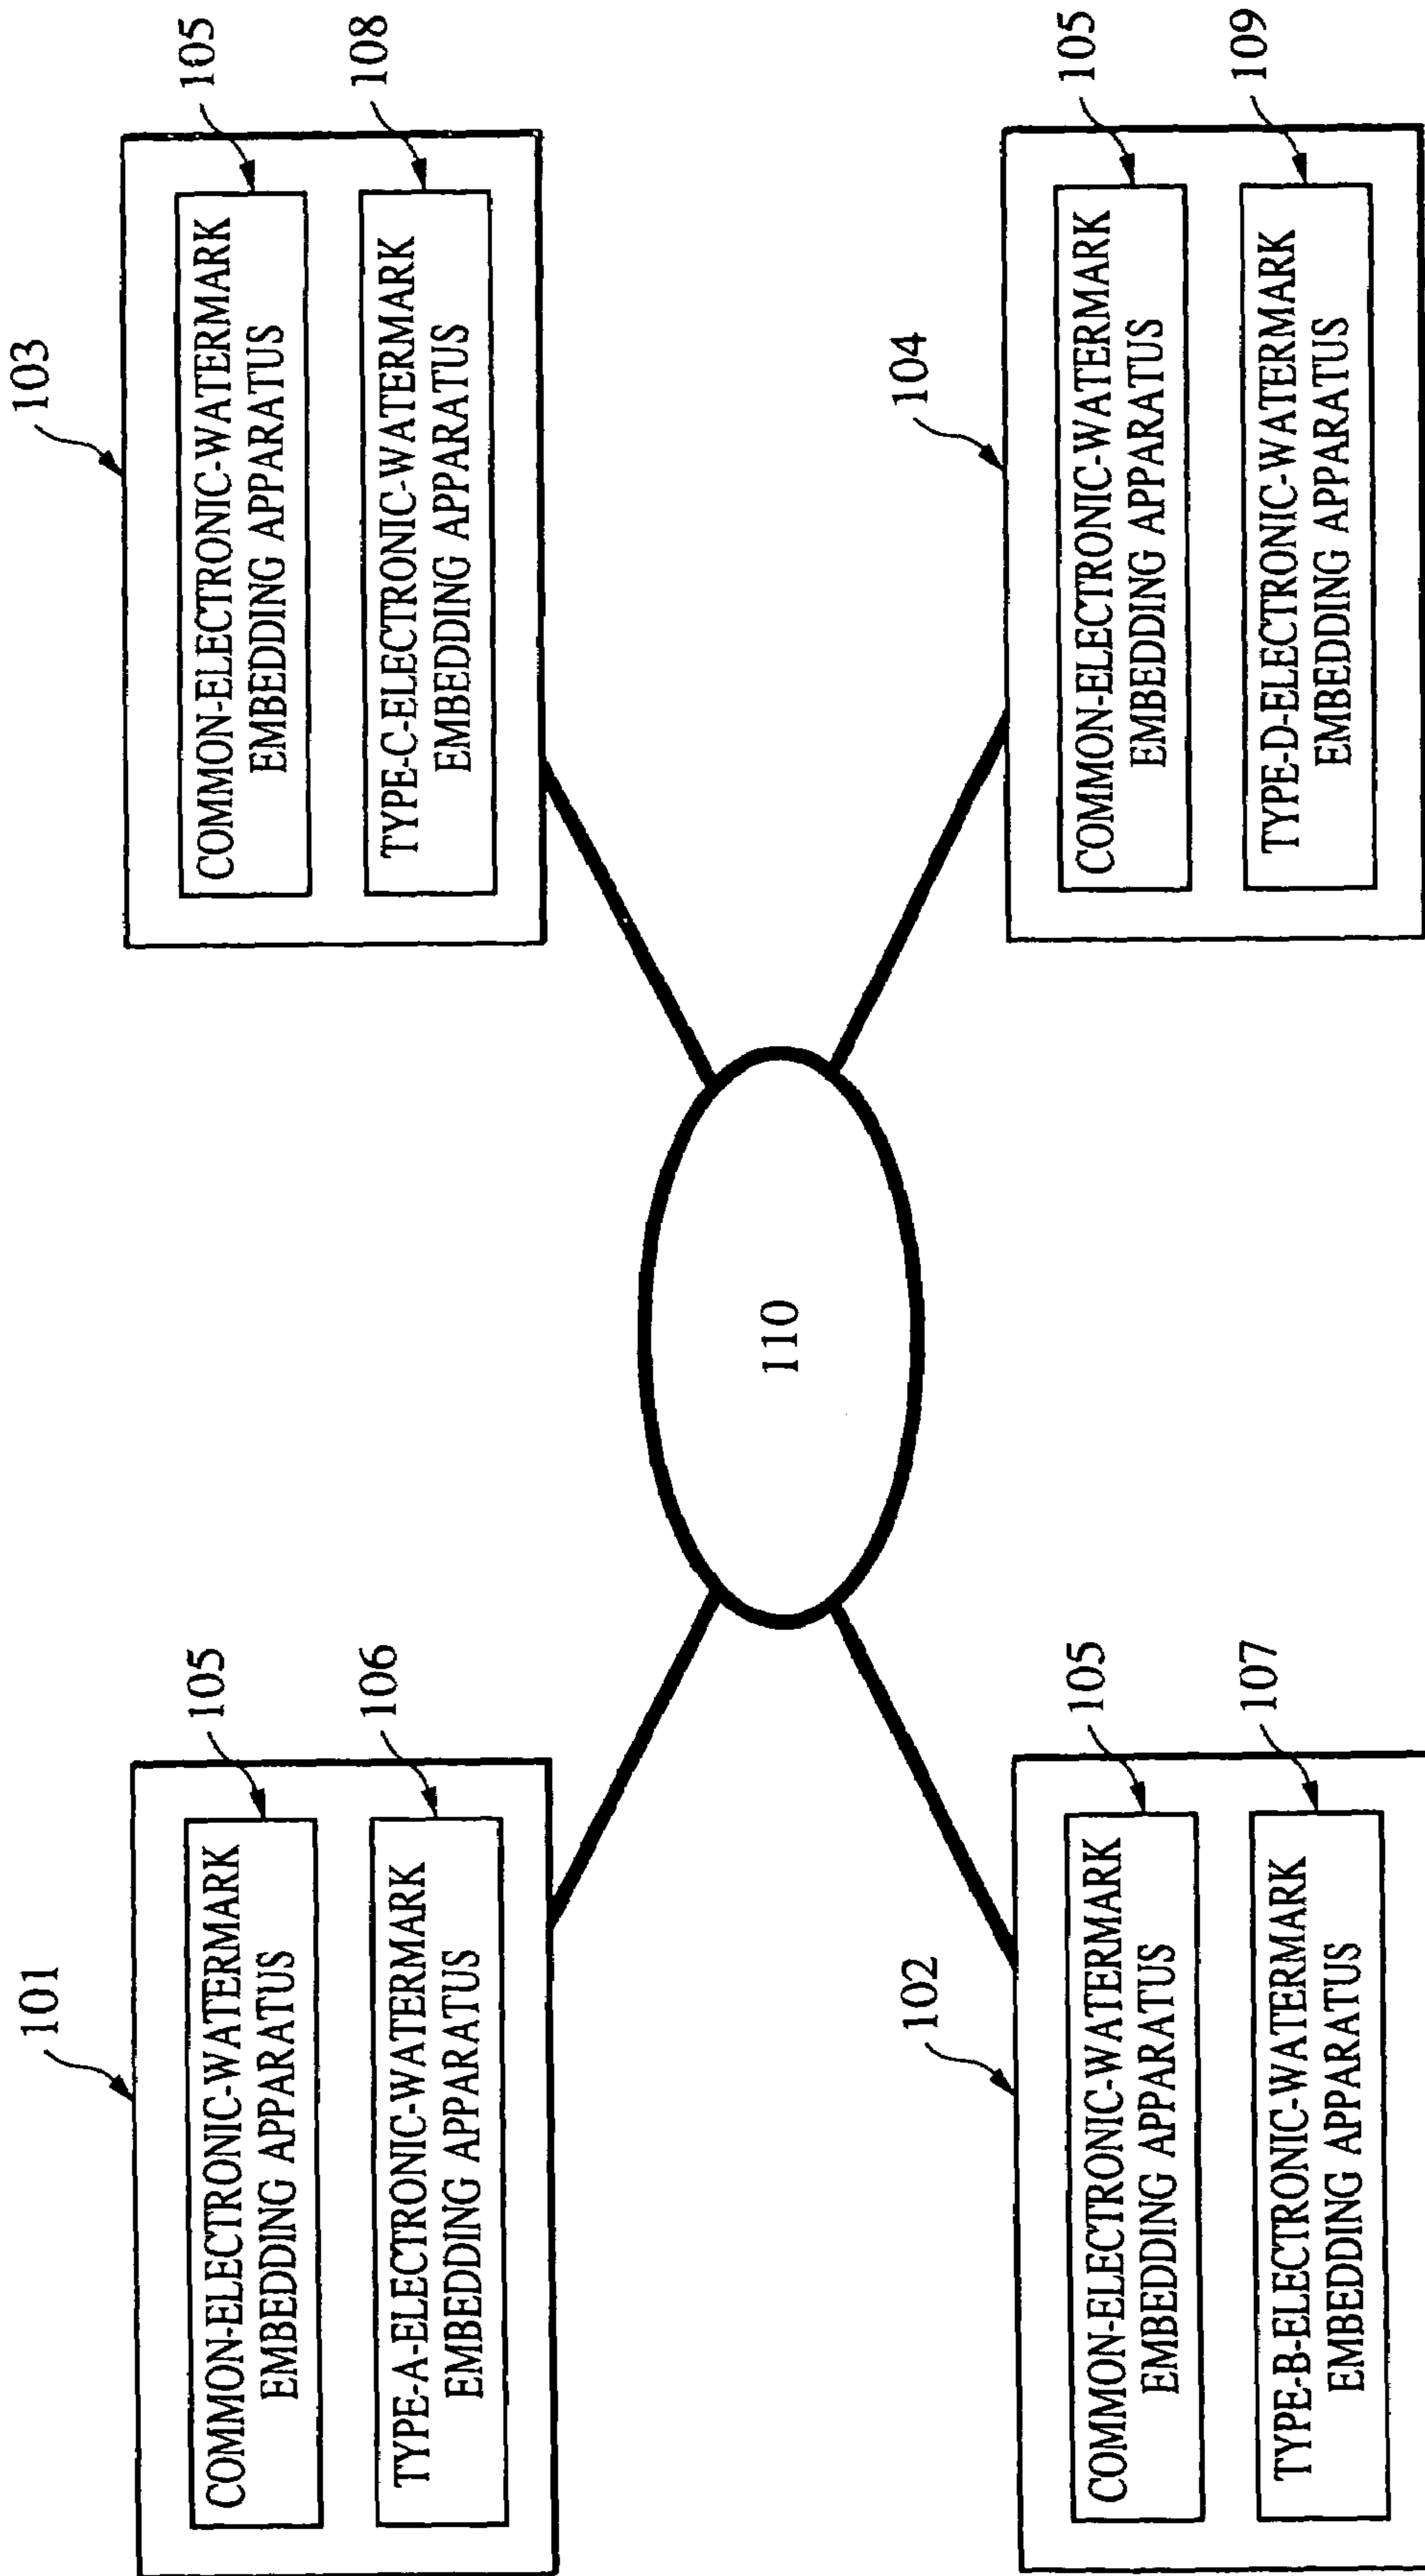 101
105
COMMON-ELECTRONIC-WATERMARK
EMBEDDING APPARATUS
106
TYPE-A-ELECTRONIC-WATERMARK
EMBEDDING APPARATUS
103
105
COMMON-ELECTRONIC-WATERMARK
EMBEDDING APPARATUS
108
TYPE-C-ELECTRONIC-WATERMARK
EMBEDDING APPARATUS
110
102
105
COMMON-ELECTRONIC-WATERMARK
EMBEDDING APPARATUS
107
TYPE-B-ELECTRONIC-WATERMARK
EMBEDDING APPARATUS
104
105
COMMON-ELECTRONIC-WATERMARK
EMBEDDING APPARATUS
109
TYPE-D-ELECTRONIC-WATERMARK
EMBEDDING APPARATUS